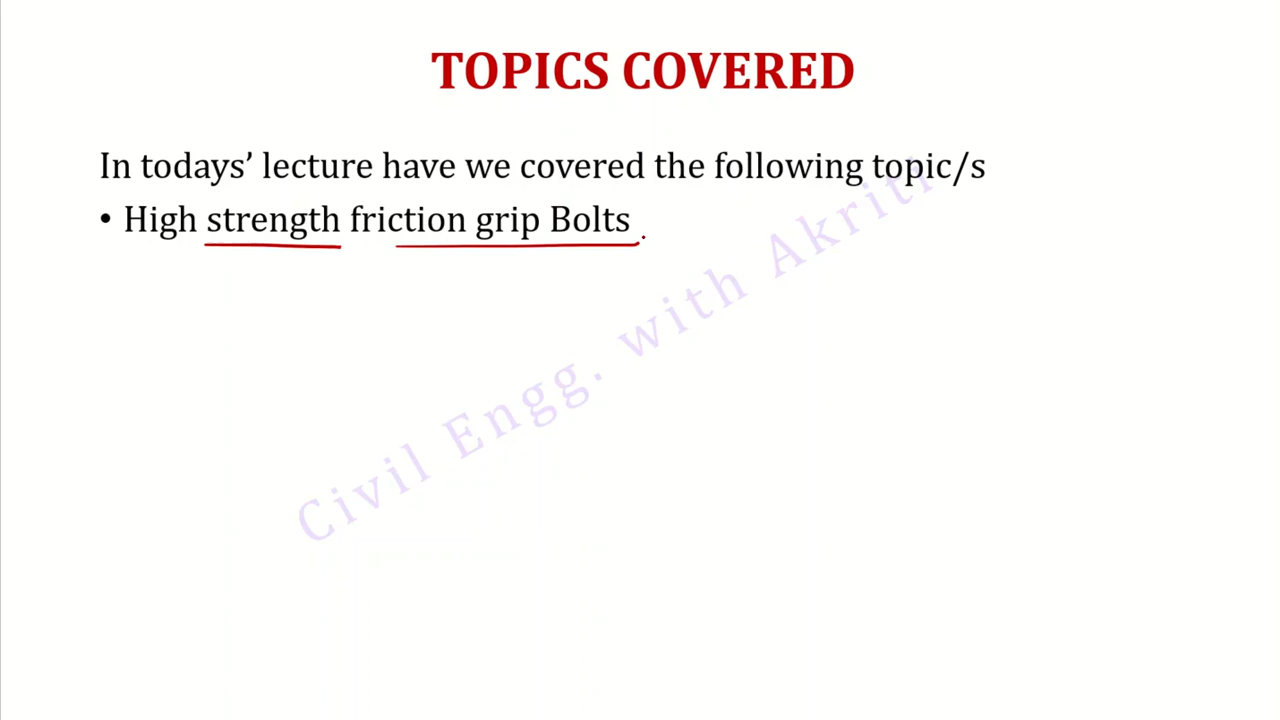 TOPICS COVERED
In todays’ lecture have we covered the following topic/s
• High strength friction grip Bolts
Civil Engg. with Akriti